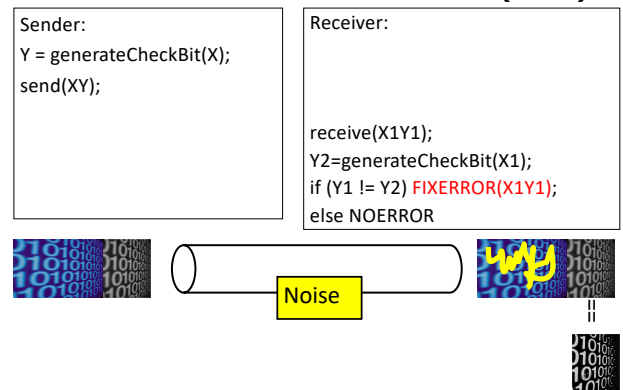 Sender:
Y = generateCheckBit(X);
send(XY);
Receiver:
receive(X1Y1);
Y2=generateCheckBit(X1);
if (Y1 != Y2) FIXERROR(X1Y1);
else NOERROR
Noise
=